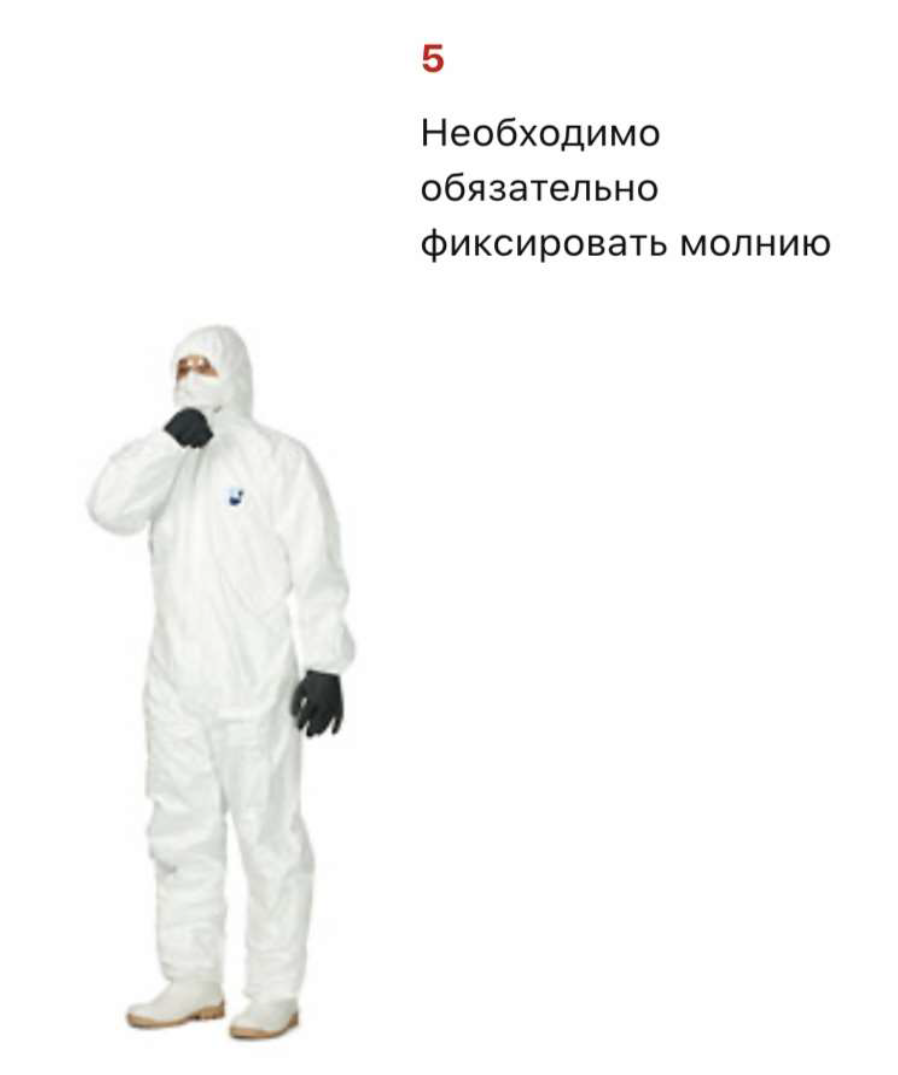 5
Необходимо
обязательно
фиксировать молнию